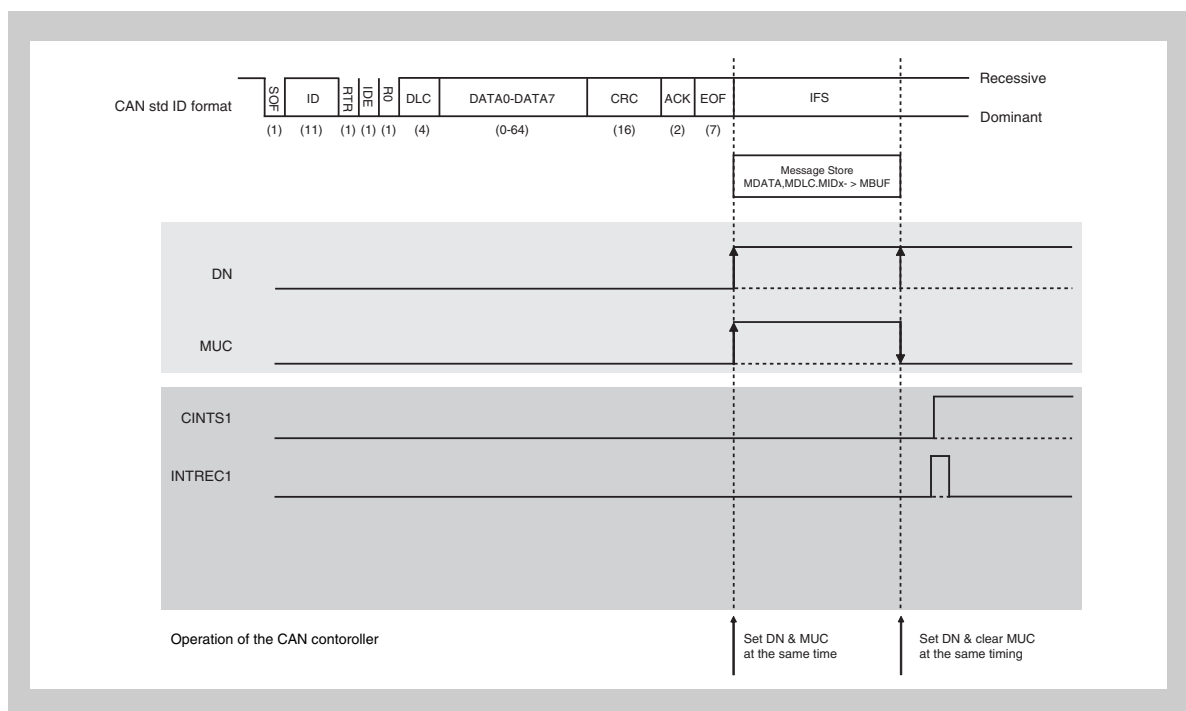 Recessive
CAN std ID format
SOF
ID
RTR
IDE
R0
DLC
DATA0-DATA7
CRC
ACK
EOF
IFS
Dominant
(1)
(11)
(1)
(1)
(1)
(4)
(0-64)
(16)
(2)
(7)
Message Store
MDATA,MDLC.MIDx- > MBUF
DN
MUC
CINTS1
INTREC1
Operation of the CAN contoroller
Set DN & MUC
at the same time
Set DN & clear MUC
at the same timing